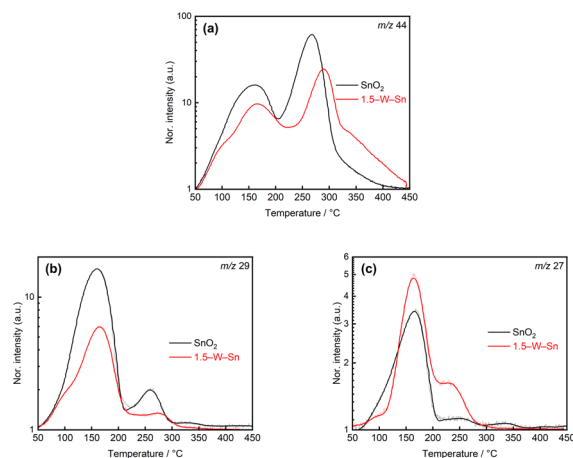 (a)
m/z 44
100
10
1
Nor. intensity (a.u.)
SnO₂
1.5–W–Sn
50 100 150 200 250 300 350 400 450
Temperature / °C
(b)
m/z 29
10
1
Nor. intensity (a.u.)
SnO₂
1.5–W–Sn
50 100 150 200 250 300 350 400 450
Temperature / °C
(c)
m/z 27
6
5
4
3
2
1
Nor. intensity (a.u.)
SnO₂
1.5–W–Sn
50 100 150 200 250 300 350 400 450
Temperature / °C